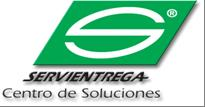 ®
SERVIENTREGA
Centro de Soluciones